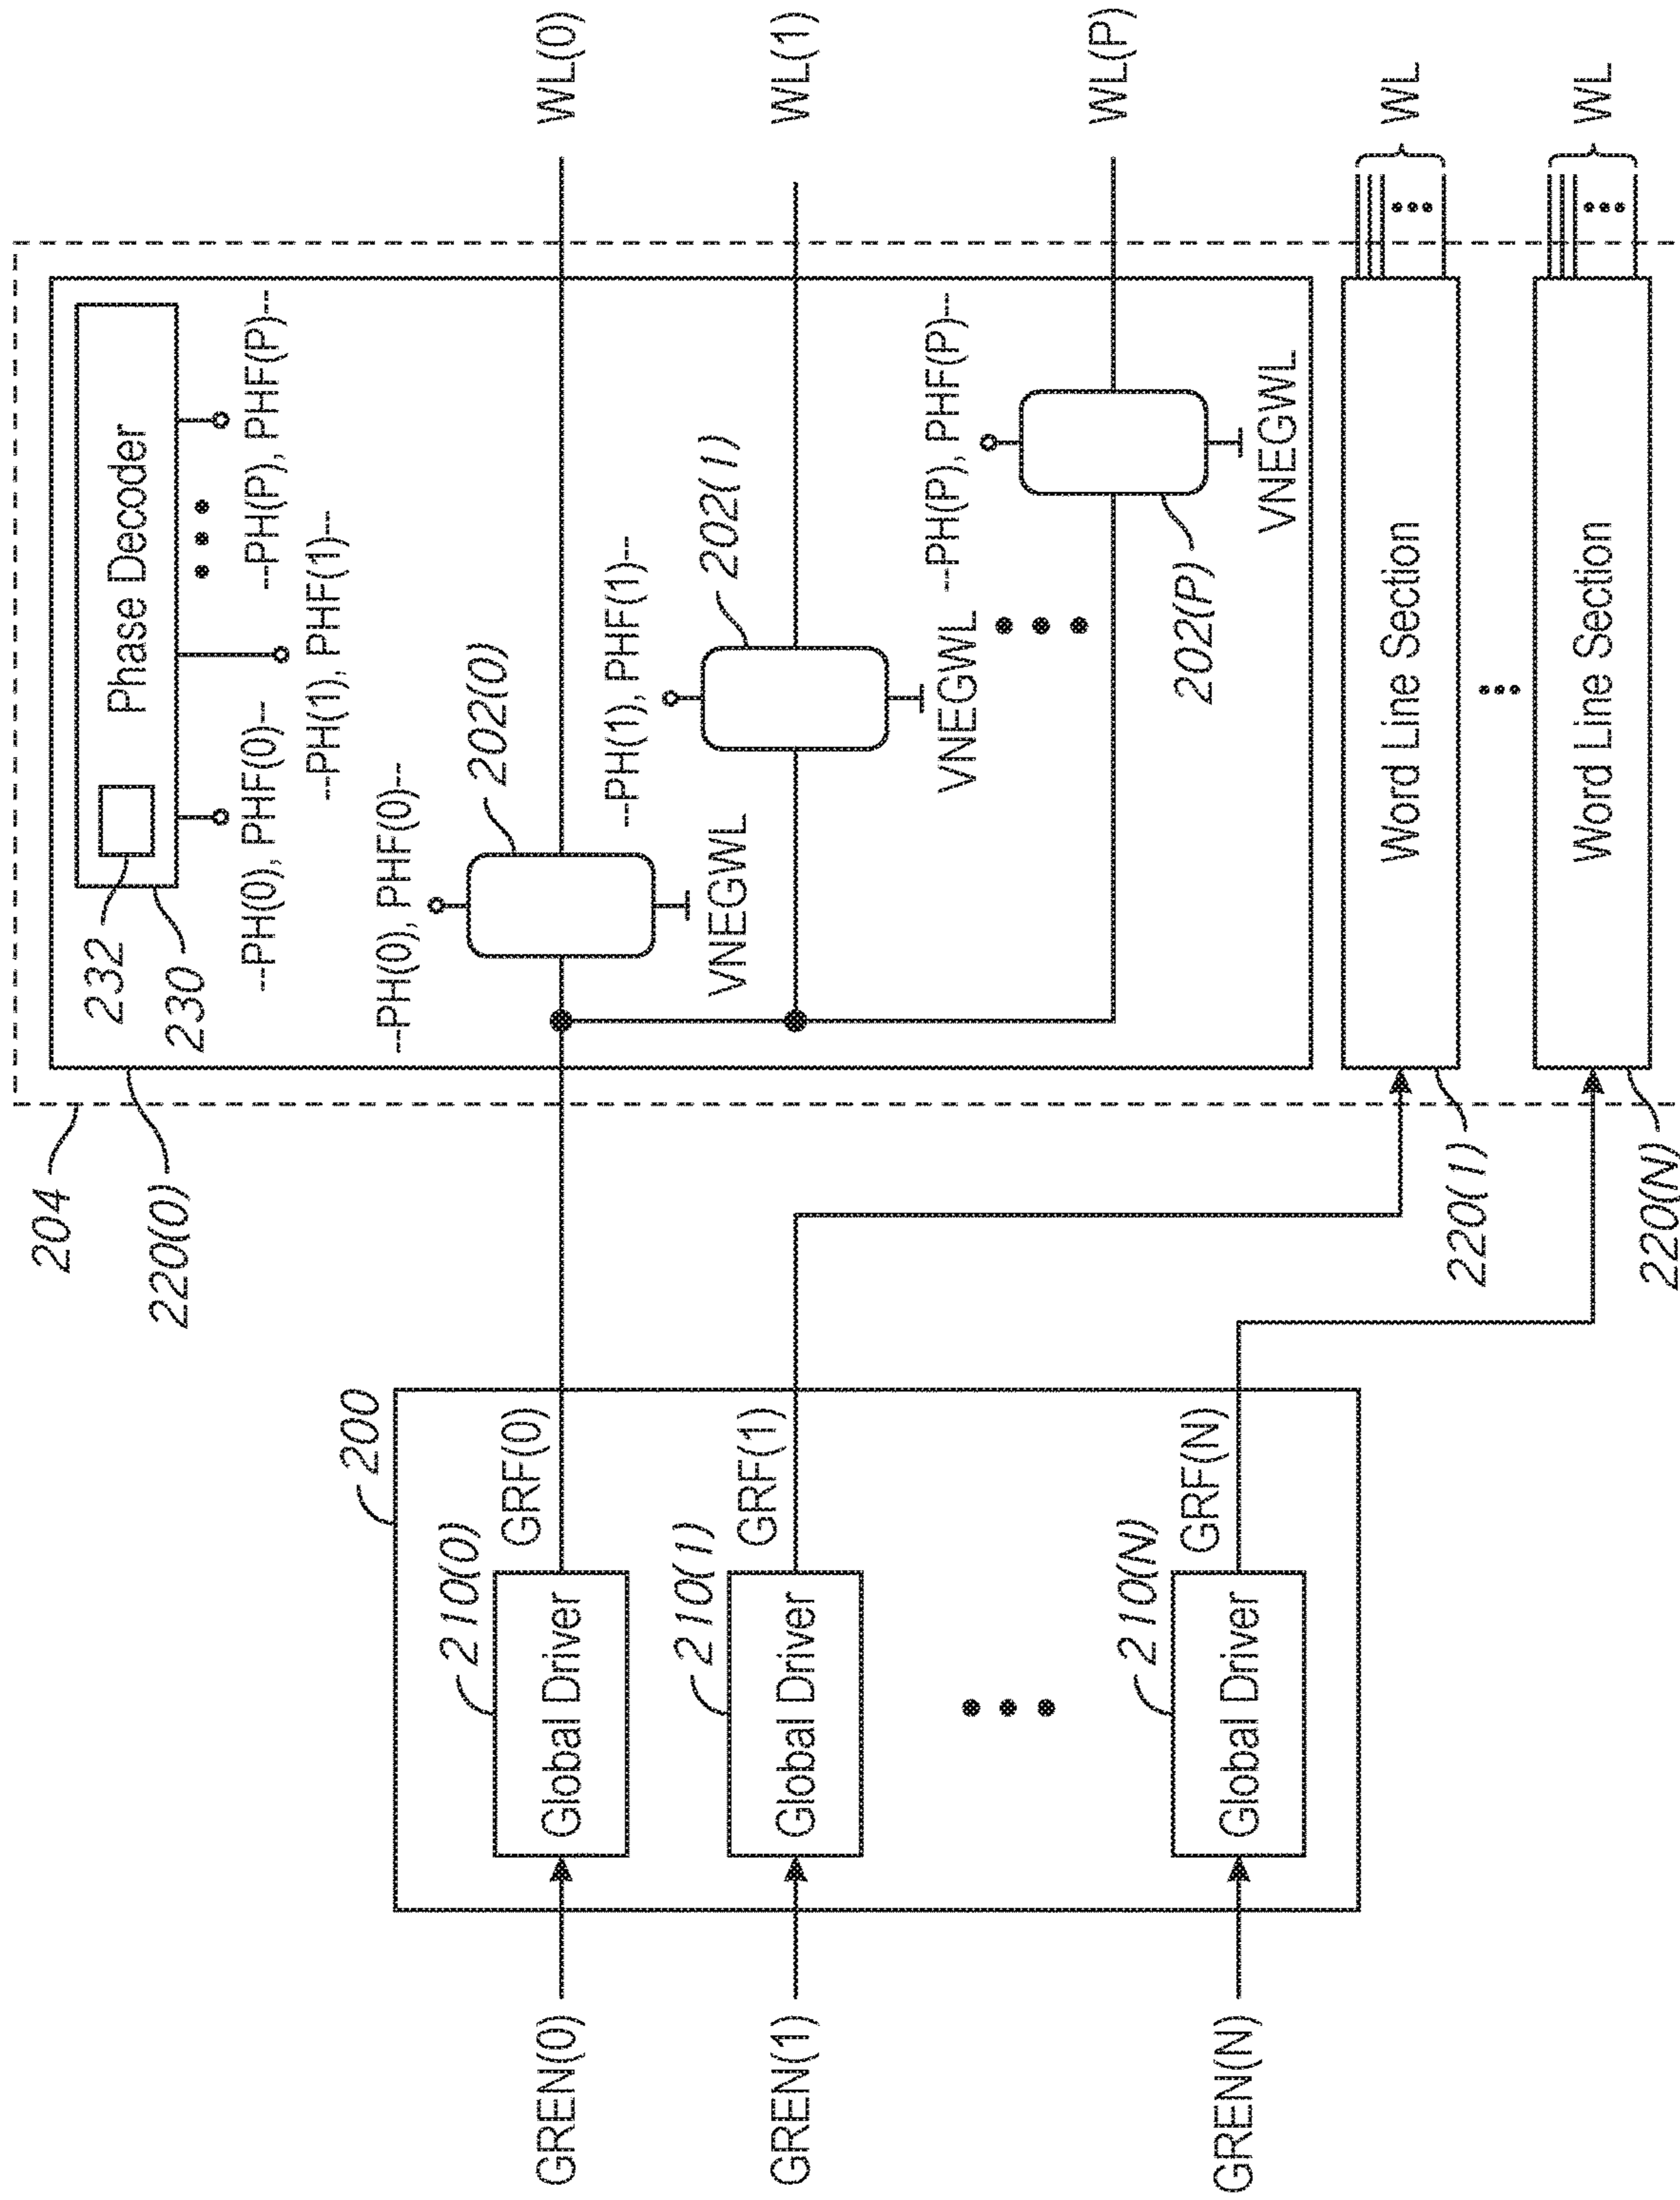 204
220(0)
232
230
Phase Decoder
--PH(0), PHF(0)--
--PH(1), PHF(1)--
--PH(P), PHF(P)--
200
210(0)
GREN(0)
Global Driver
GRF(0)
--PH(0), PHF(0)--
202(0)
VNEGWL
WL(0)
210(1)
GREN(1)
Global Driver
GRF(1)
---PH(1), PHF(1)---
202(1)
VNEGWL
WL(1)
210(N)
GREN(N)
Global Driver
GRF(N)
--PH(P), PHF(P)--
202(P)
VNEGWL
WL(P)
Word Line Section
WL
220(1)
Word Line Section
WL
220(N)